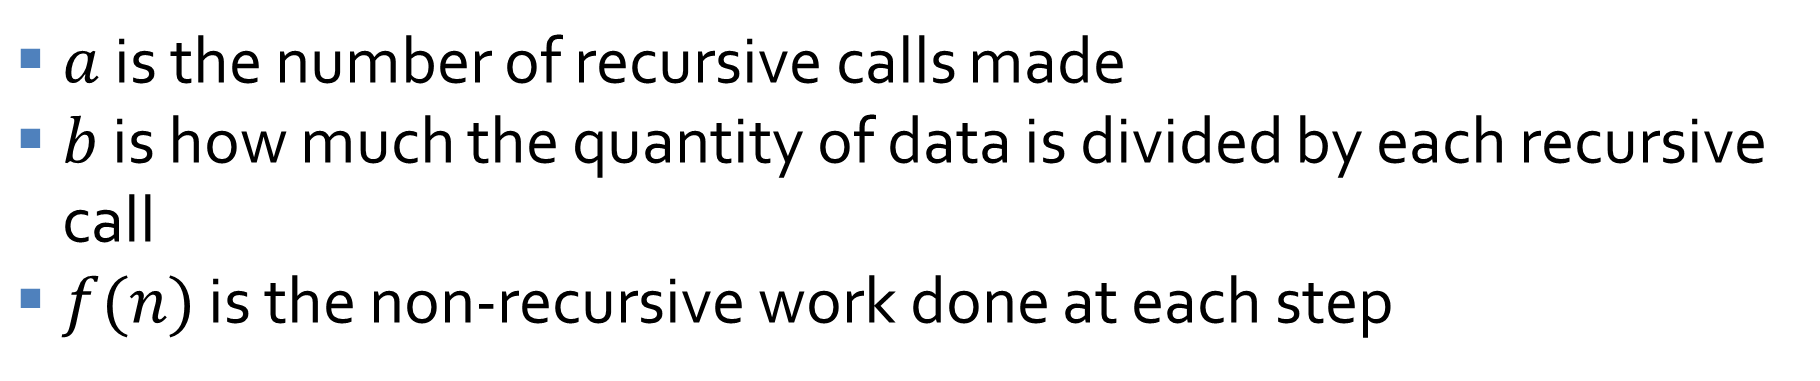 ▪ a is the number of recursive calls made
▪ b is how much the quantity of data is divided by each recursive
call
▪ f(n) is the non-recursive work done at each step